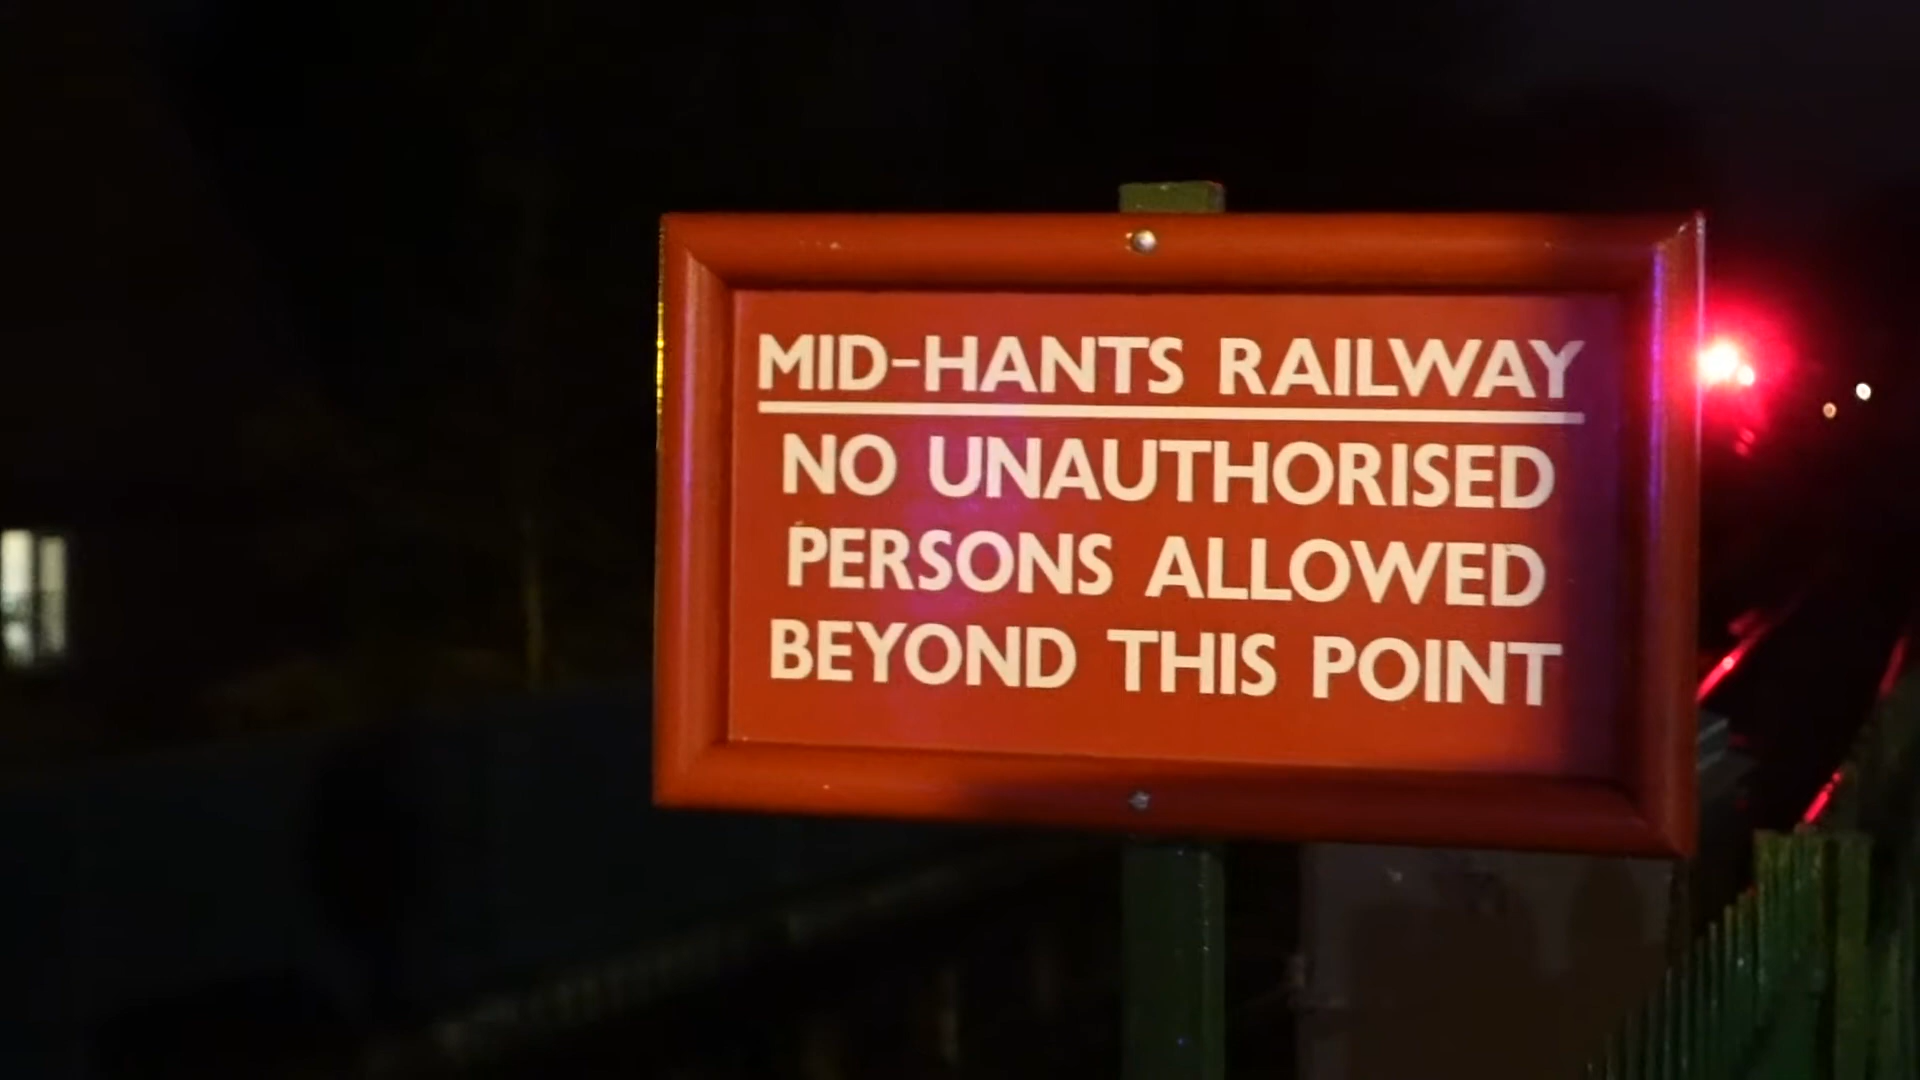 MID-HANTS RAILWAY
NO UNAUTHORISED
PERSONS ALLOWED
BEYOND THIS POINT